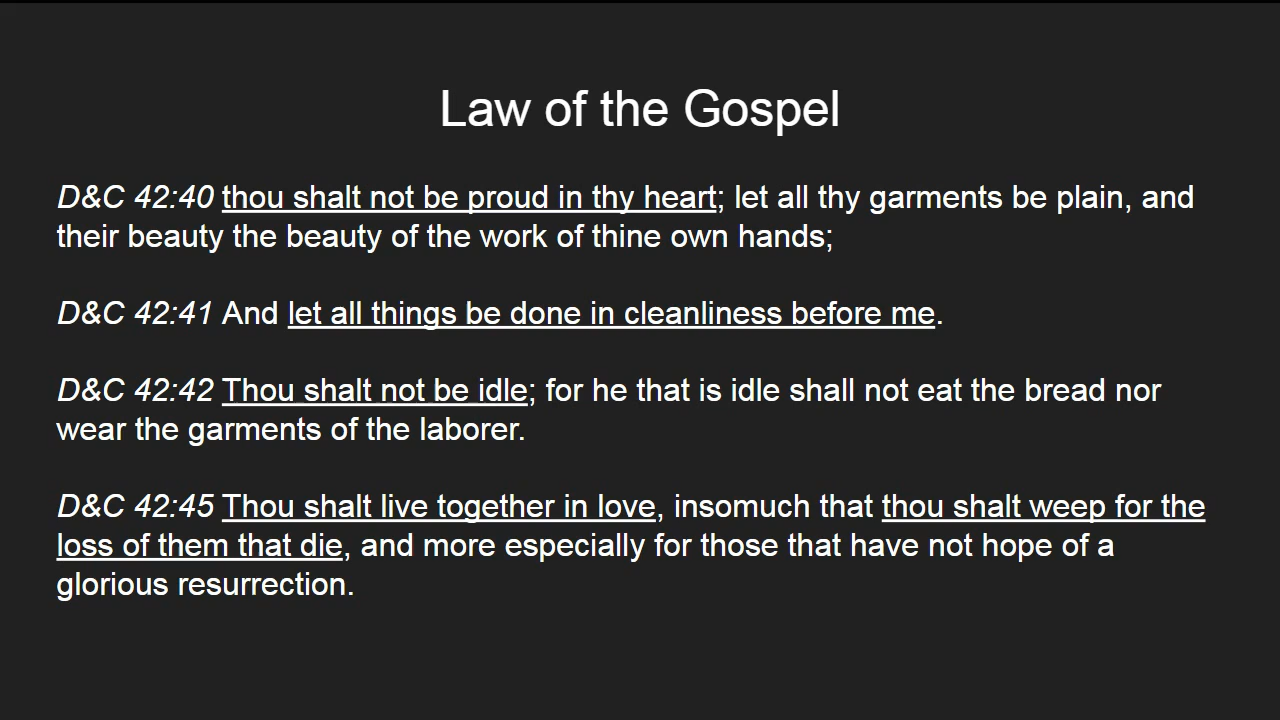 Law of the Gospel
D&C 42:40 thou shalt not be proud in thy heart; let all thy garments be plain, and
their beauty the beauty of the work of thine own hands;
D&C 42:41 And let all things be done in cleanliness before me.
D&C 42:42 Thou shalt not be idle; for he that is idle shall not eat the bread nor
wear the garments of the laborer.
D&C 42:45 Thou shalt live together in love, insomuch that thou shalt weep for the
loss of them that die, and more especially for those that have not hope of a
glorious resurrection.